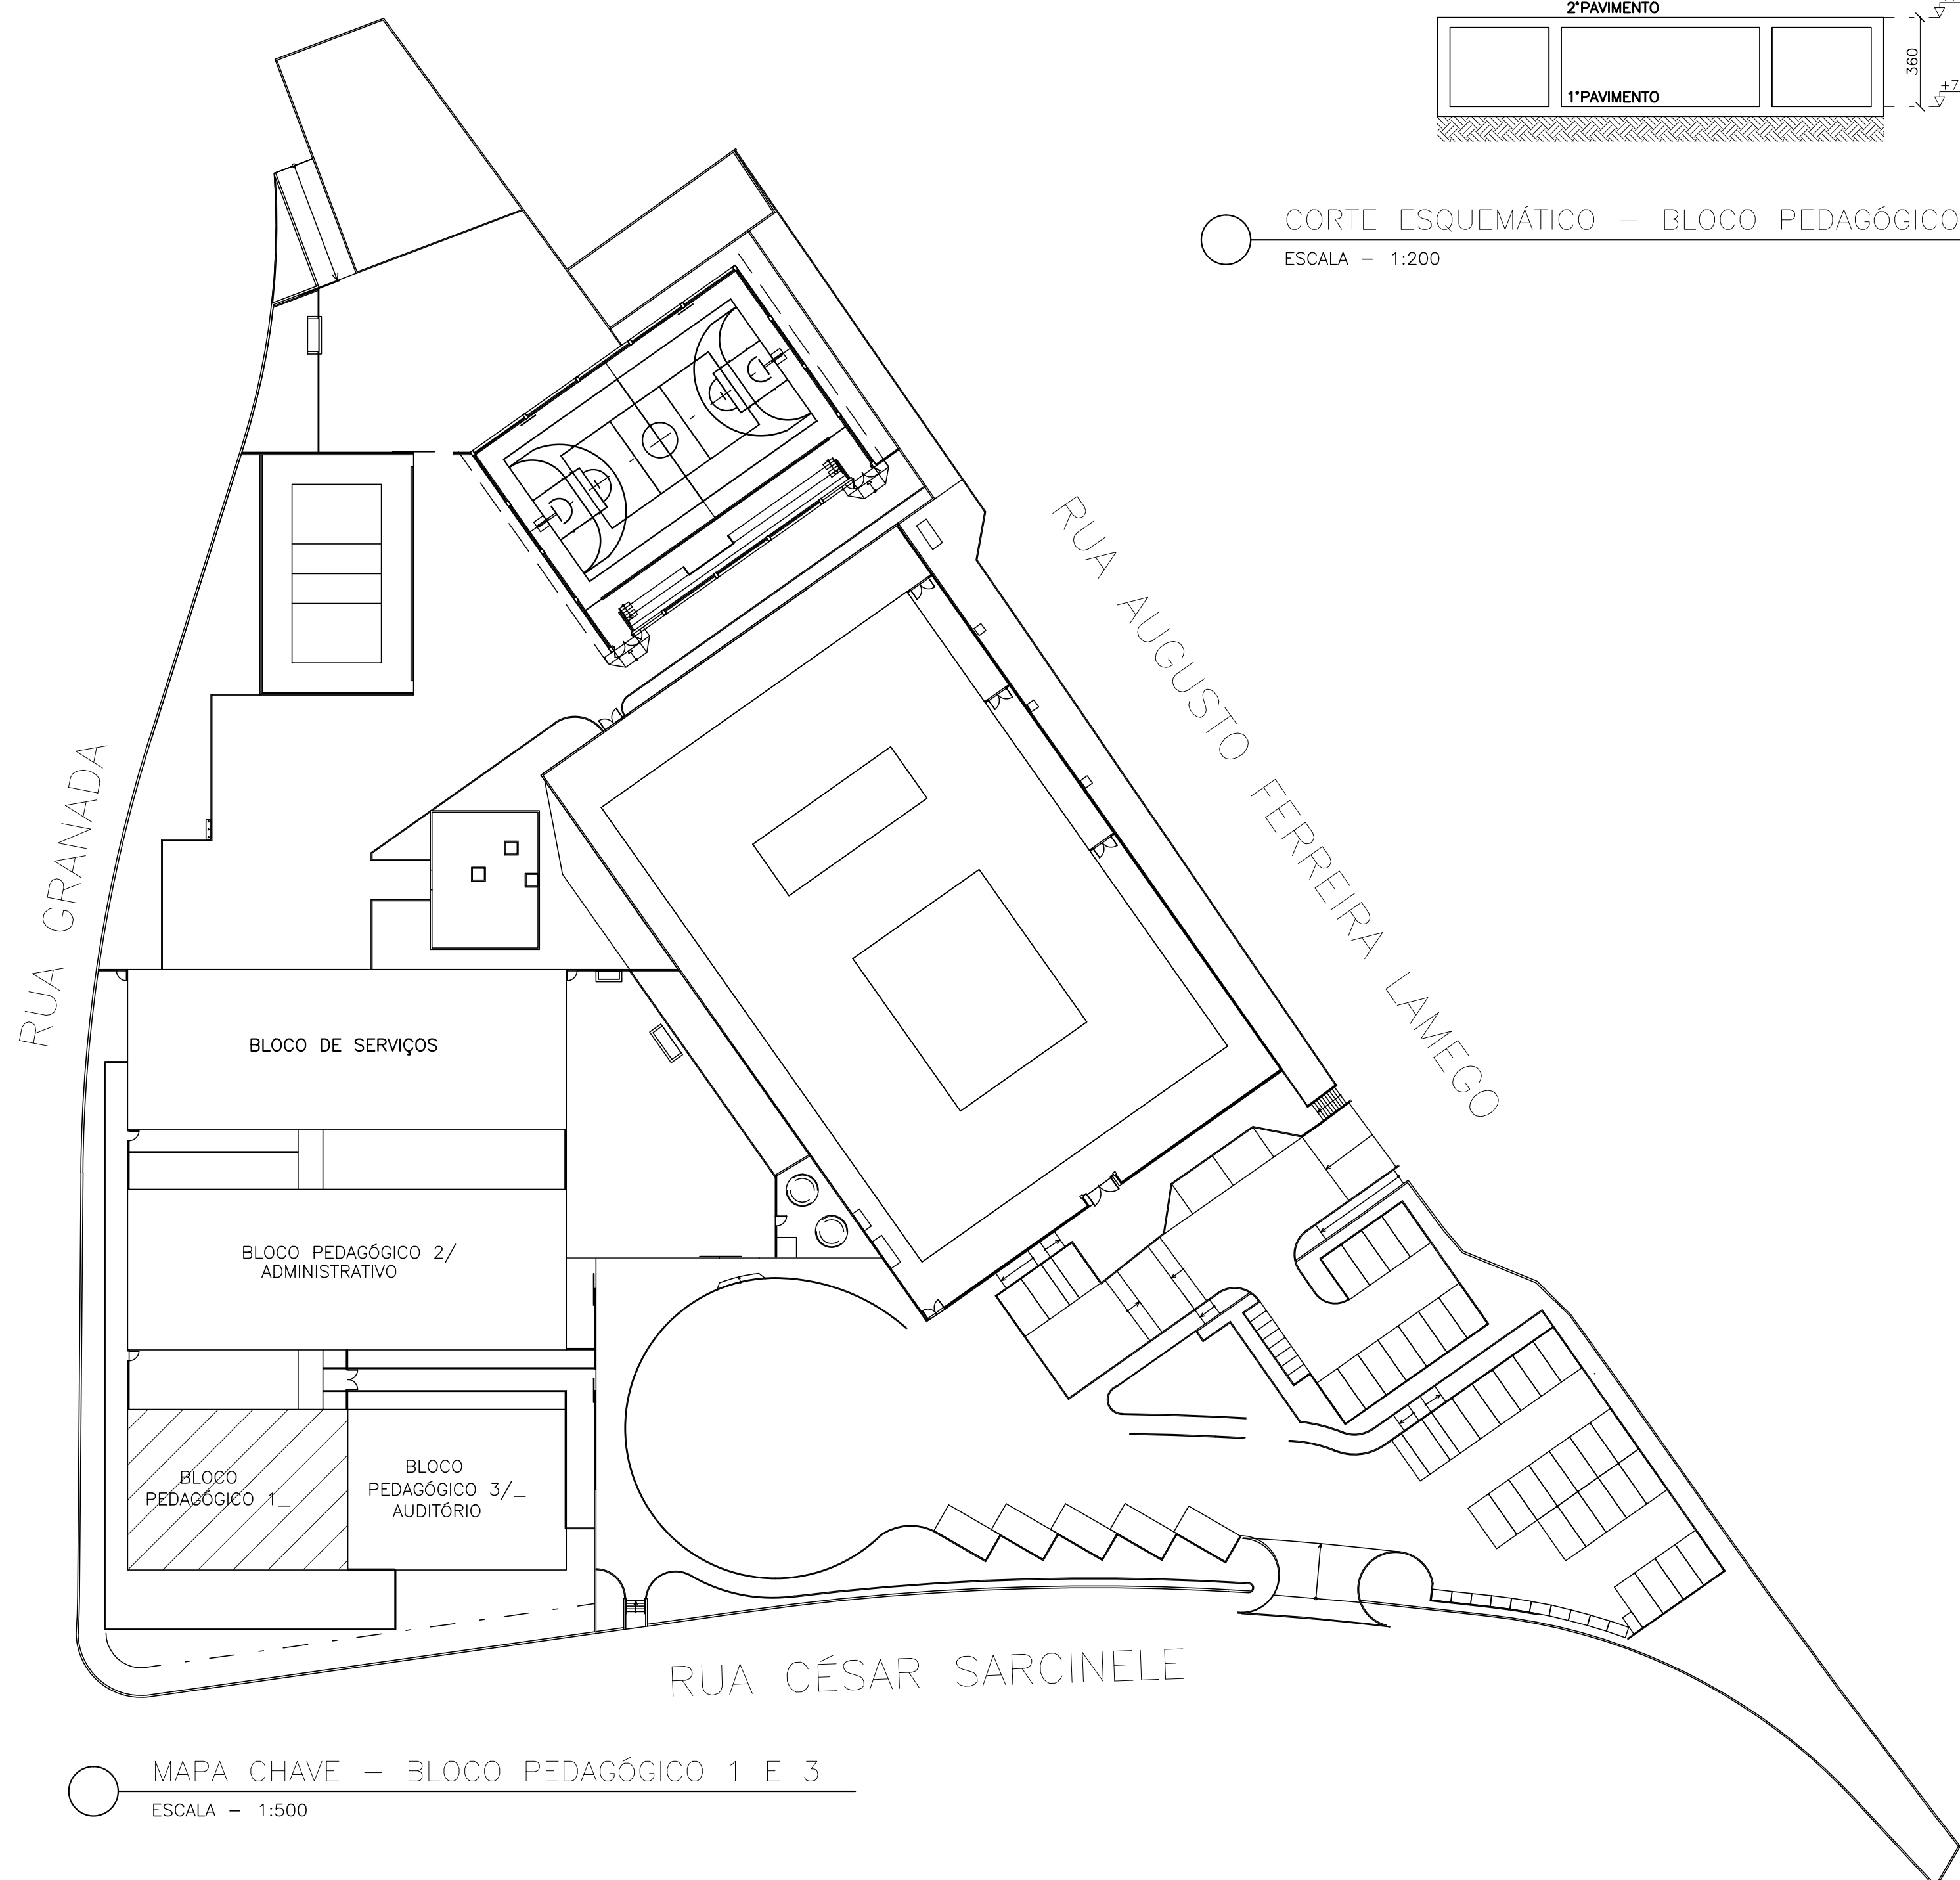 2°PAVIMENTO
1°PAVIMENTO
360
+7
CORTE ESQUEMÁTICO – BLOCO PEDAGÓGICO
ESCALA – 1:200
RUA AUGUSTO FERREIRA LAMEGO
RUA GRANADA
BLOCO DE SERVIÇOS
BLOCO PEDAGÓGICO 2/
ADMINISTRATIVO
BLOCO
PEDAGÓGICO 1_
BLOCO
PEDAGÓGICO 3/_
AUDITÓRIO
RUA CÉSAR SARCINELE
MAPA CHAVE – BLOCO PEDAGÓGICO 1 E 3
ESCALA – 1:500